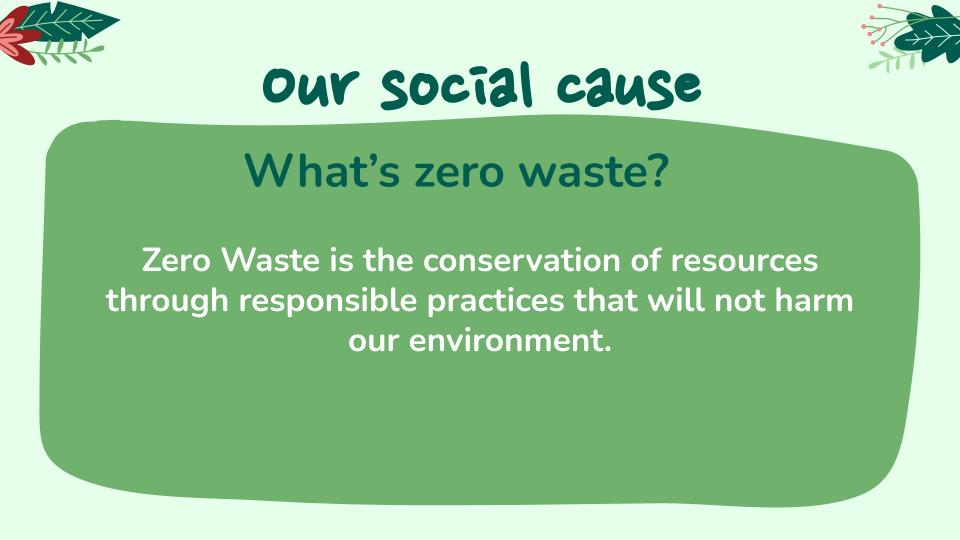 our social cause
What’s zero waste?
Zero Waste is the conservation of resources
through responsible practices that will not harm
our environment.